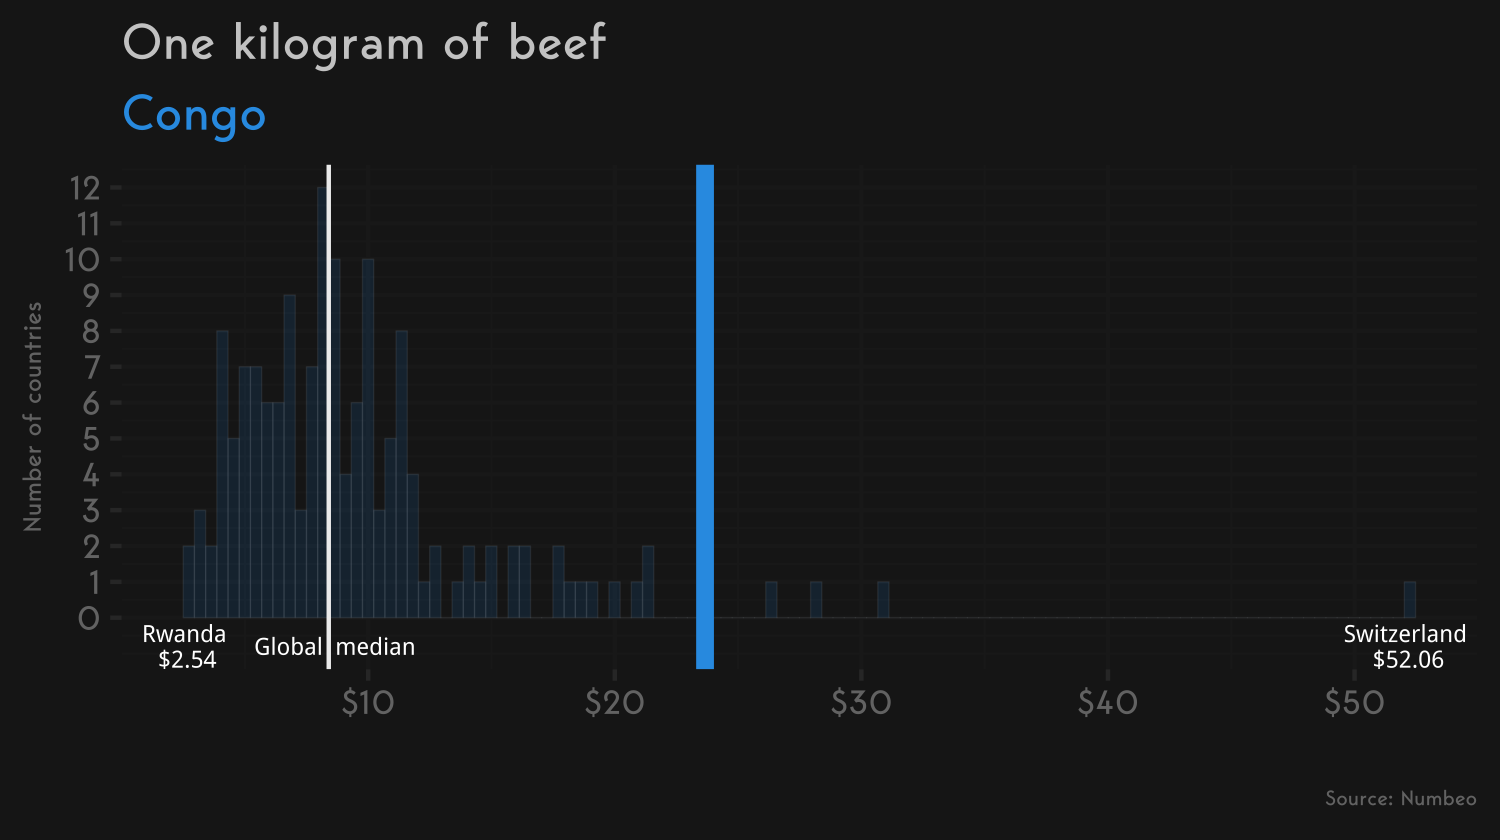 One kilogram of beef
Congo
Number of countries
12
11
10
9
8
7
6
5
4
3
2
1
0
Rwanda
$2.54
Global median
Switzerland
$52.06
$10 $20 $30 $40 $50
Source: Numbeo